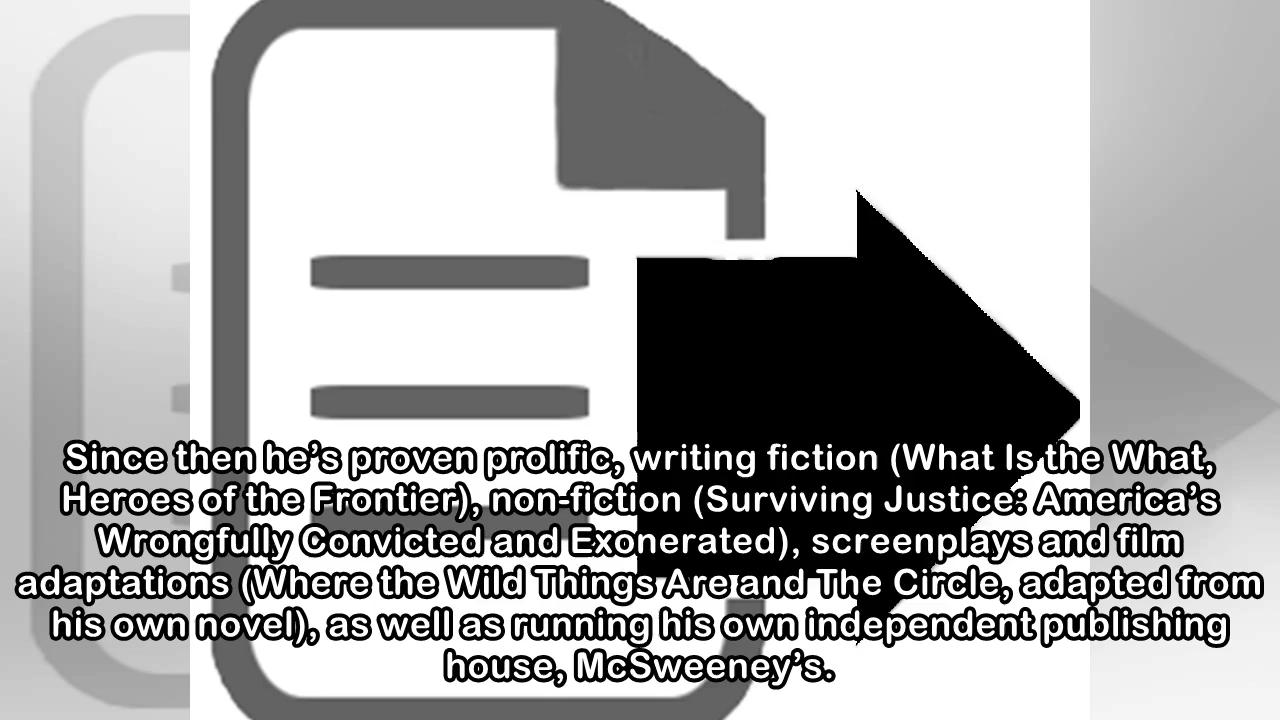 Since then he’s proven prolific, writing fiction (What Is the What,
Heroes of the Frontier), non-fiction (Surviving Justice: America’s
Wrongfully Convicted and Exonerated), screenplays and film
adaptations (Where the Wild Things Are and The Circle, adapted from
his own novel), as well as running his own independent publishing
house, McSweeney’s.